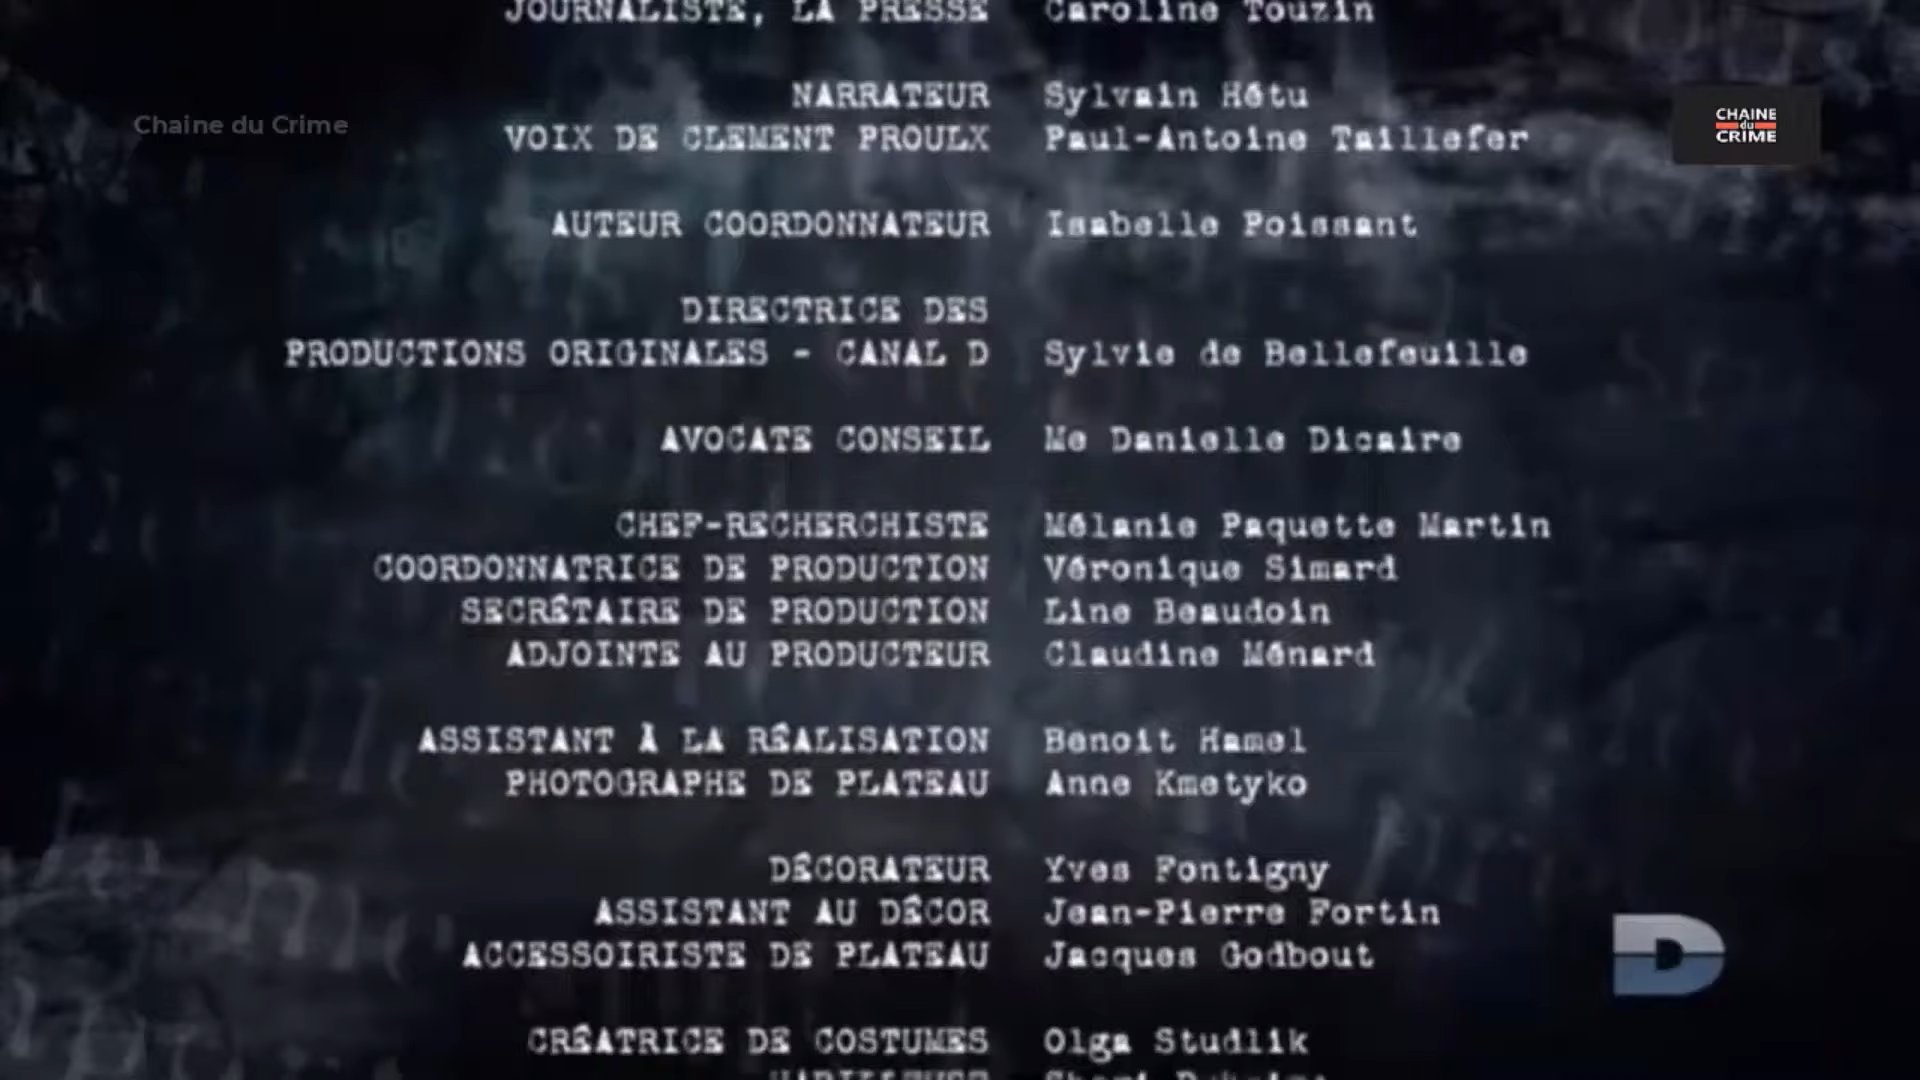 JOURNALISTE, LA PRESSE Caroline Touzin
NARRATEUR Sylvain Hétu
Chaine du Crime
CHAINE du CRIME
VOIX DE CLEMENT PROULX Paul-Antoine Taillefer
AUTEUR COORDONNATEUR Isabelle Poissant
DIRECTRICE DES
PRODUCTIONS ORIGINALES - CANAL D Sylvie de Bellefeuille
AVOCATE CONSEIL Me Danielle Dicaire
CHEF-RECHERCHISTE Mélanie Paquette Martin
COORDONNATRICE DE PRODUCTION Véronique Simard
SECRÉTAIRE DE PRODUCTION Line Beaudoin
ADJOINTE AU PRODUCTEUR Claudine Ménard
ASSISTANT À LA RÉALISATION Benoit Hamel
PHOTOGRAPHE DE PLATEAU Anne Kmetyko
DÉCORATEUR Yves Fontigny
ASSISTANT AU DÉCOR Jean-Pierre Fortin
ACCESSOIRISTE DE PLATEAU Jacques Godbout
D
CRÉATRICE DE COSTUMES Olga Studlik